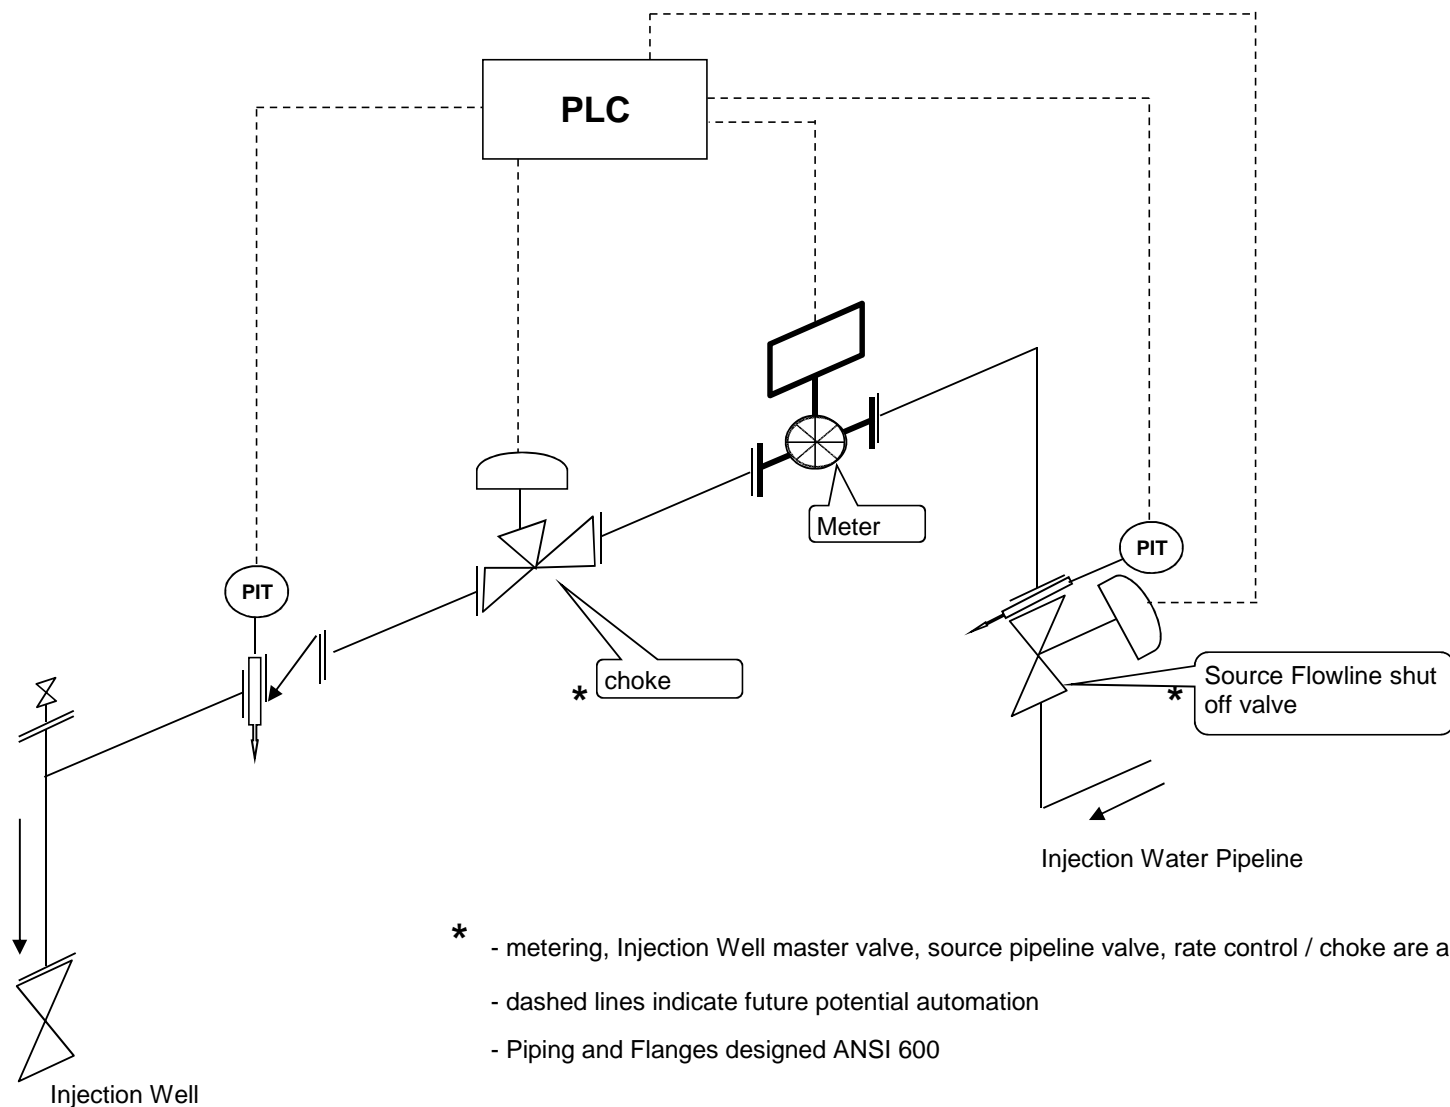 PLC
Meter
PIT
PIT
choke
*
Source Flowline shut
off valve
*
Injection Water Pipeline
* - metering, Injection Well master valve, source pipeline valve, rate control / choke are a
- dashed lines indicate future potential automation
- Piping and Flanges designed ANSI 600
Injection Well